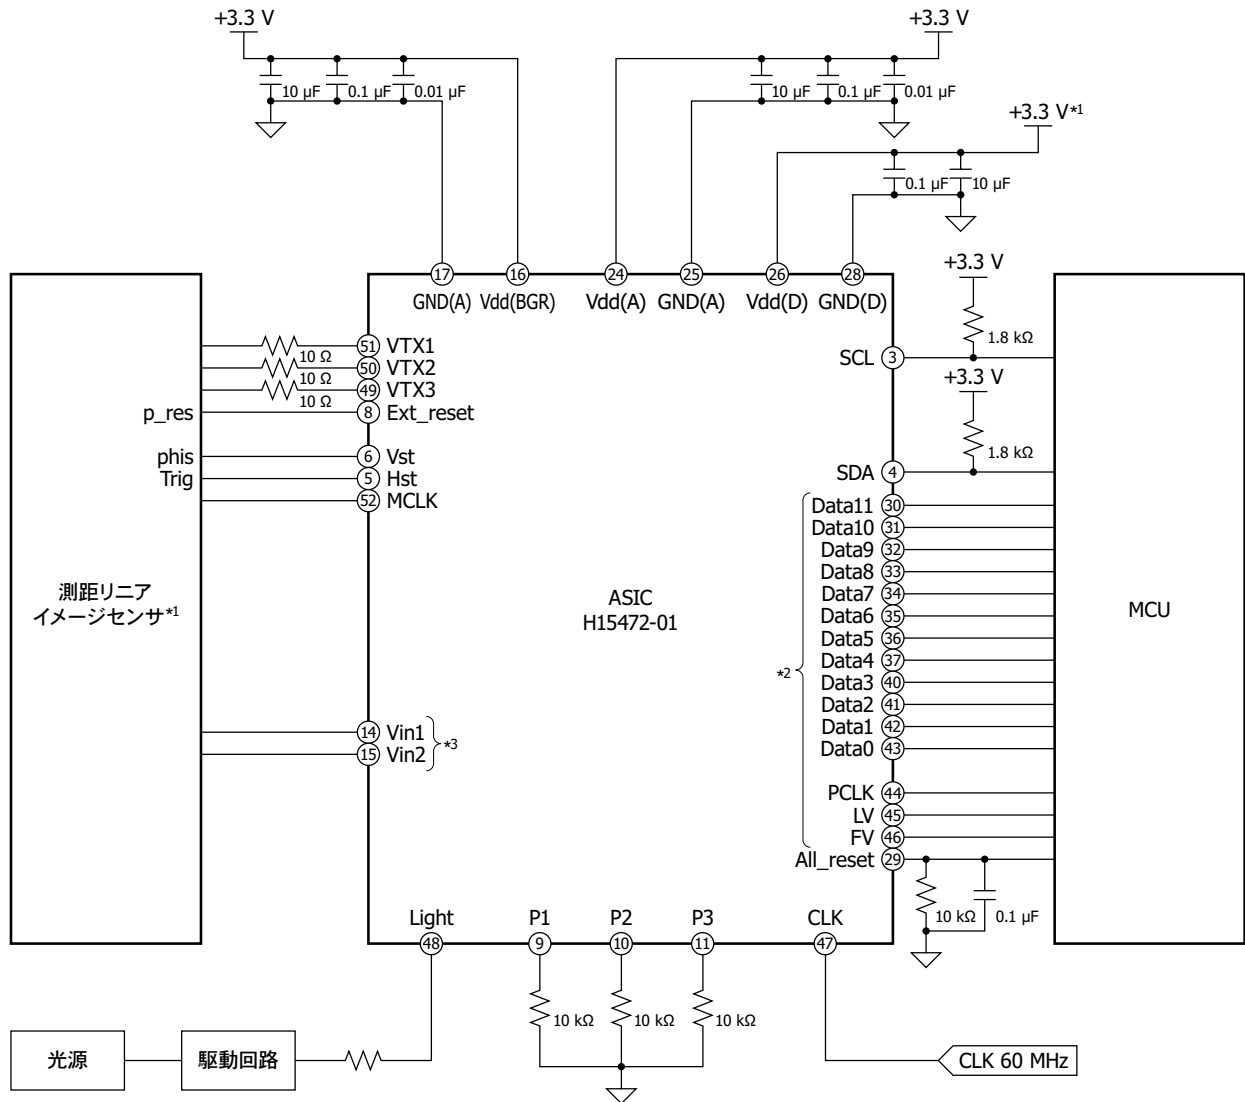 +3.3 V
+3.3 V
10 µF
0.1 µF
0.01 µF
10 µF
0.1 µF
0.01 µF
+3.3 V*1
0.1 µF
10 µF
17
16
24
25
26
28
GND(A)
Vdd(BGR)
Vdd(A)
GND(A)
Vdd(D)
GND(D)
+3.3 V
1.8 kΩ
51
VTX1
10 Ω
50
VTX2
10 Ω
49
VTX3
10 Ω
SCL
3
+3.3 V
1.8 kΩ
p_res
8
Ext_reset
phis
6
Vst
Trig
5
Hst
52
MCLK
SDA
4
Data11
30
Data10
31
Data9
32
Data8
33
Data7
34
Data6
35
Data5
36
Data4
37
Data3
40
Data2
41
Data1
42
Data0
43
*2
測距リニア
イメージセンサ*1
ASIC
H15472-01
MCU
14
Vin1
15
Vin2
*3
PCLK
44
LV
45
FV
46
All_reset
29
10 kΩ
0.1 µF
Light
P1
P2
P3
CLK
48
9
10
11
47
10 kΩ
10 kΩ
10 kΩ
光源
駆動回路
CLK 60 MHz